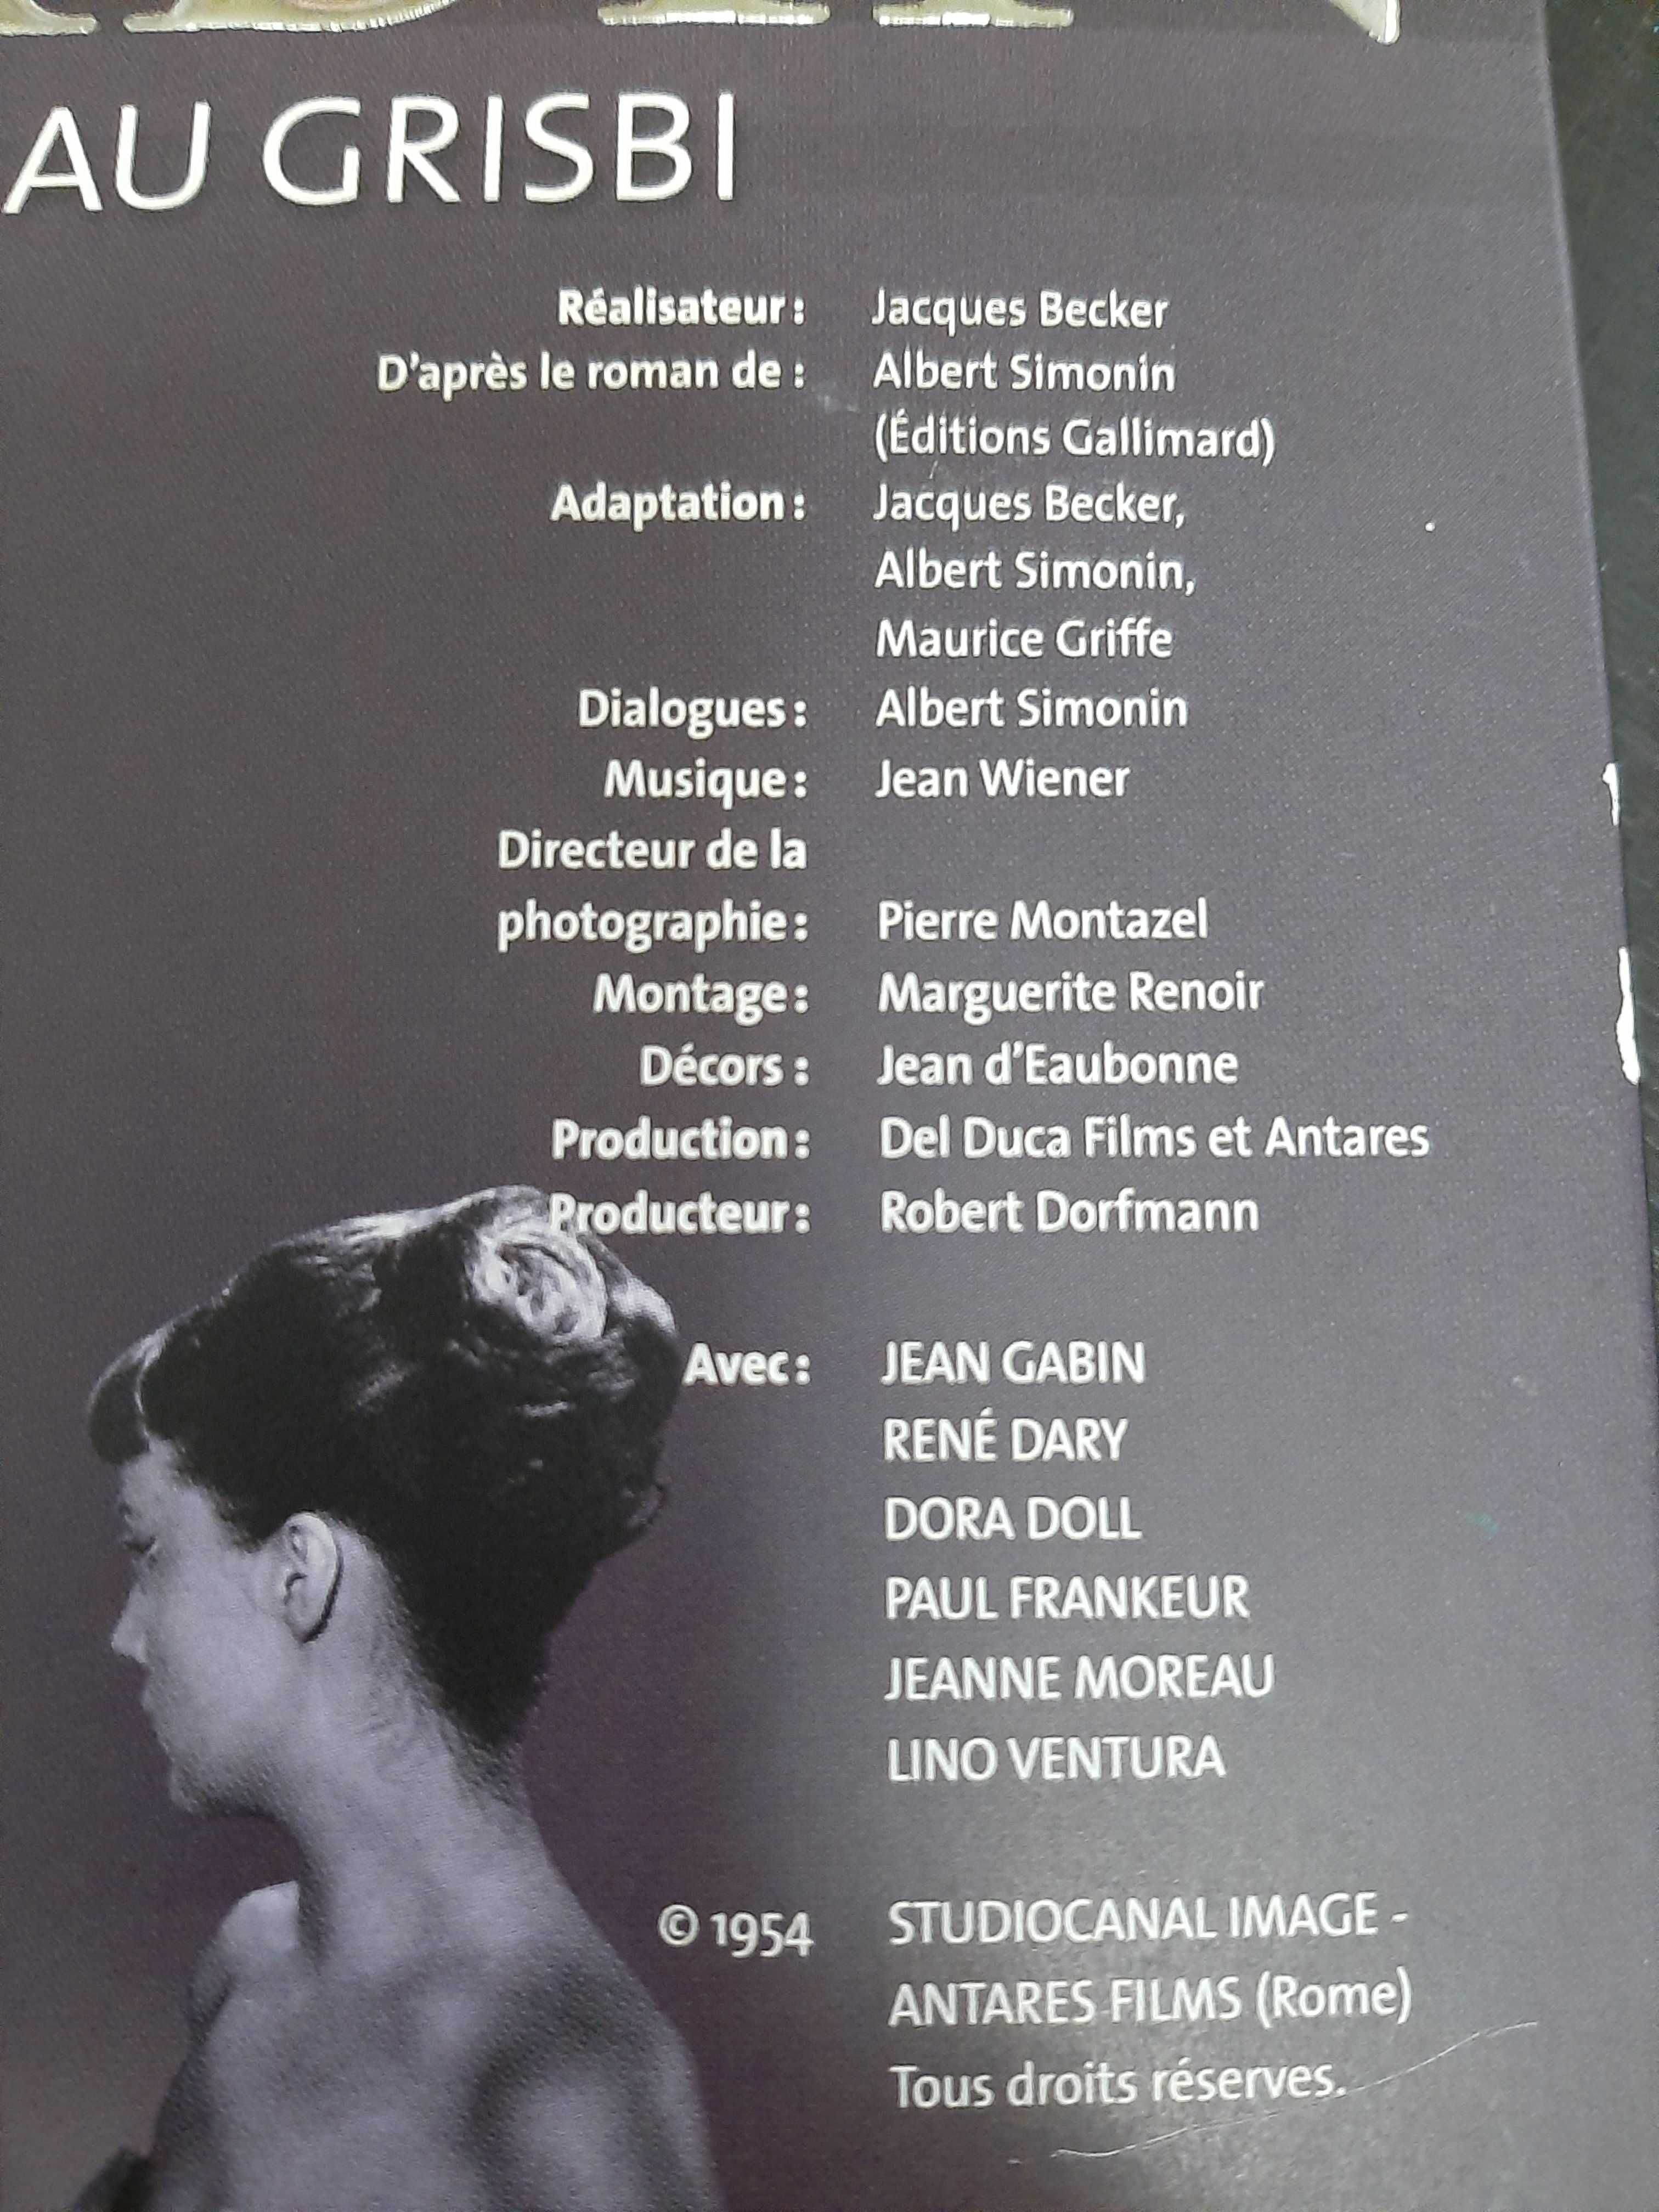 AU GRISBI
Réalisateur: Jacques Becker
D'après le roman de : Albert Simonin
(Éditions Gallimard)
Adaptation: Jacques Becker,
Albert Simonin,
Maurice Griffe
Dialogues: Albert Simonin
Musique: Jean Wiener
Directeur de la
photographie: Pierre Montazel
Montage: Marguerite Renoir
Décors : Jean d'Eaubonne
Production: Del Duca Films et Antares
Producteur: Robert Dorfmann
Avec: JEAN GABIN
RENÉ DARY
DORA DOLL
PAUL FRANKEUR
JEANNE MOREAU
LINO VENTURA
© 1954 STUDIOCANAL IMAGE -
ANTARES FILMS (Rome)
Tous droits réserves.